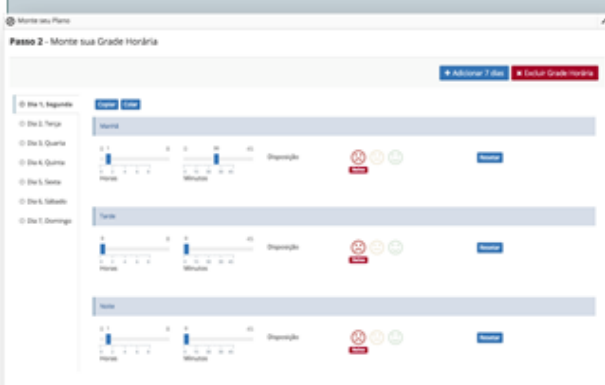 Monte seu Plano
Passo 2 - Monte sua Grade Horária
+ Adicionar 7 dias
✖ Excluir Grade Horária
Dia 1, Segunda
Dia 2, Terça
Dia 3, Quarta
Dia 4, Quinta
Dia 5, Sexta
Dia 6, Sábado
Dia 7, Domingo
Copiar Colar
Manhã
Horas
Minutos
Disposição
Resetar
Tarde
Horas
Minutos
Disposição
Resetar
Noite
Horas
Minutos
Disposição
Resetar